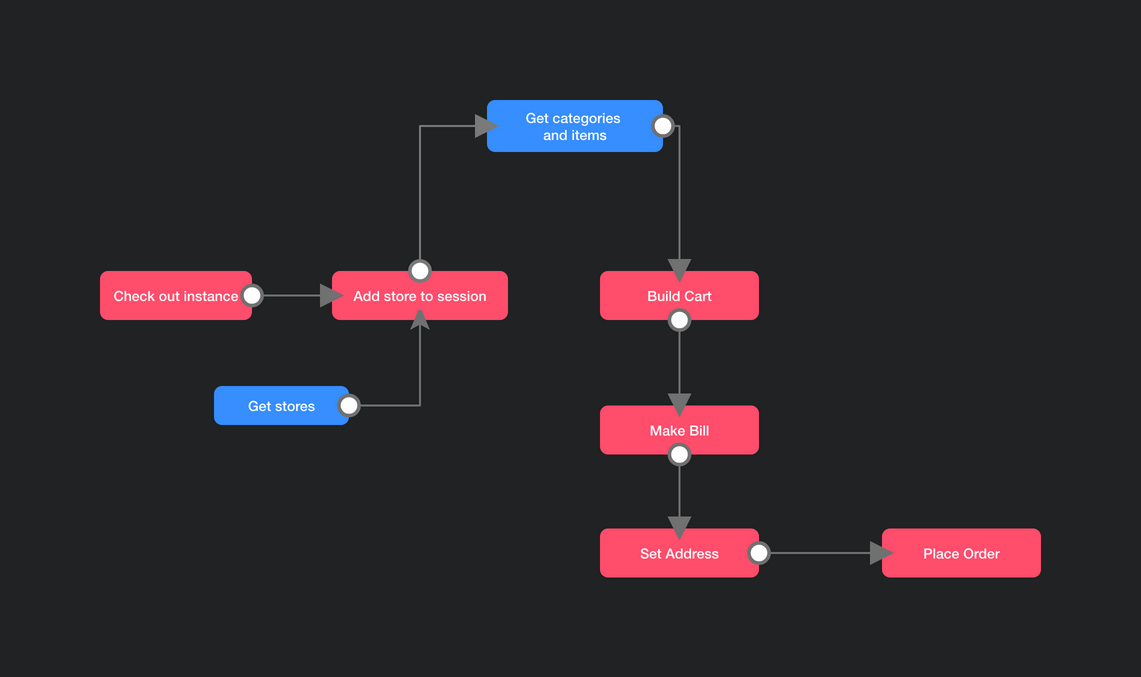 Get categories
and items
Check out instance
Add store to session
Build Cart
Get stores
Make Bill
Set Address
Place Order